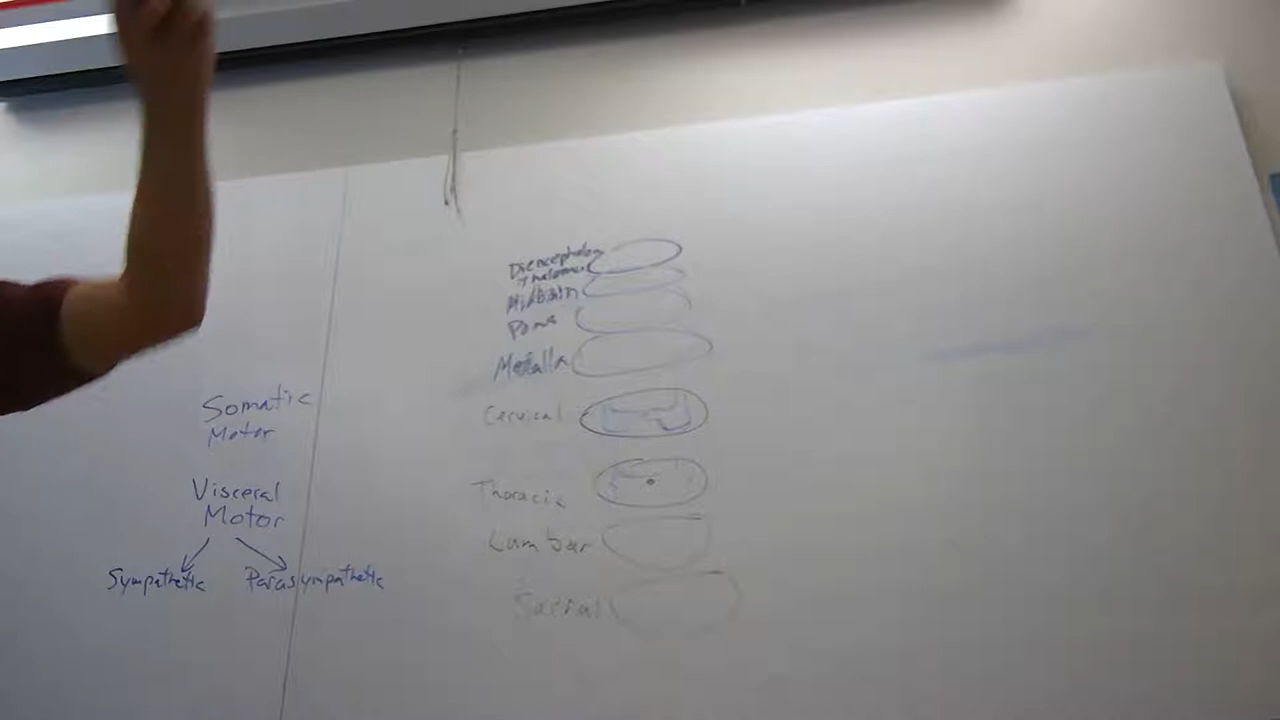 Somatic
Motor
Visceral
Motor
Sympathetic
Parasympathetic
Diencephalon
Thalamus
Midbrain
Pons
Medulla
Cervical
Thoracic
Lumbar
Sacral